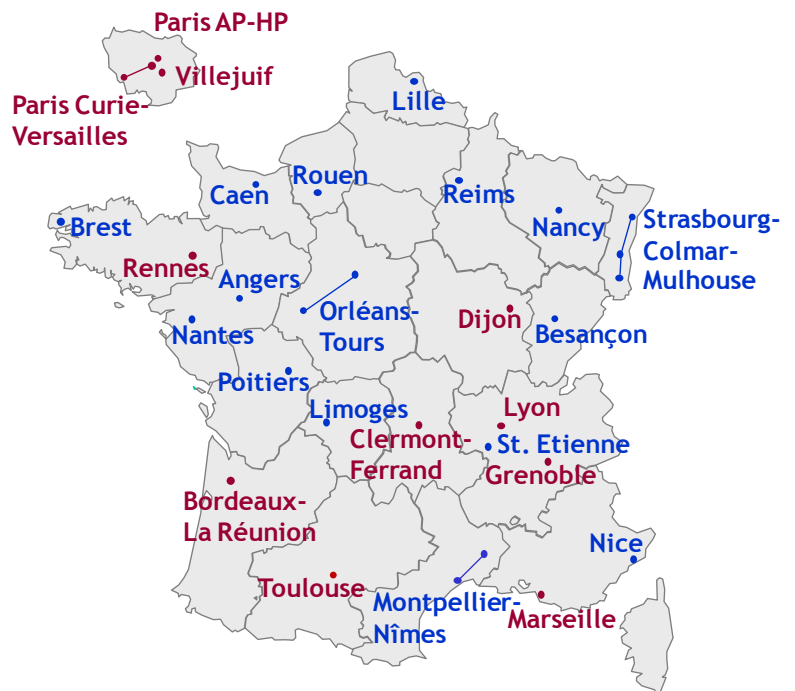 Paris AP-HP
Villejuif
Paris Curie-
Versailles
Lille
Rouen
Caen
Reims
Nancy
Strasbourg-
Colmar-
Mulhouse
Brest
Rennes
Angers
Nantes
Orléans-
Tours
Dijon
Besançon
Poitiers
Limoges
Clermont-
Ferrand
Lyon
St. Etienne
Grenoble
Bordeaux-
La Réunion
Toulouse
Montpellier-
Nîmes
Nice
Marseille